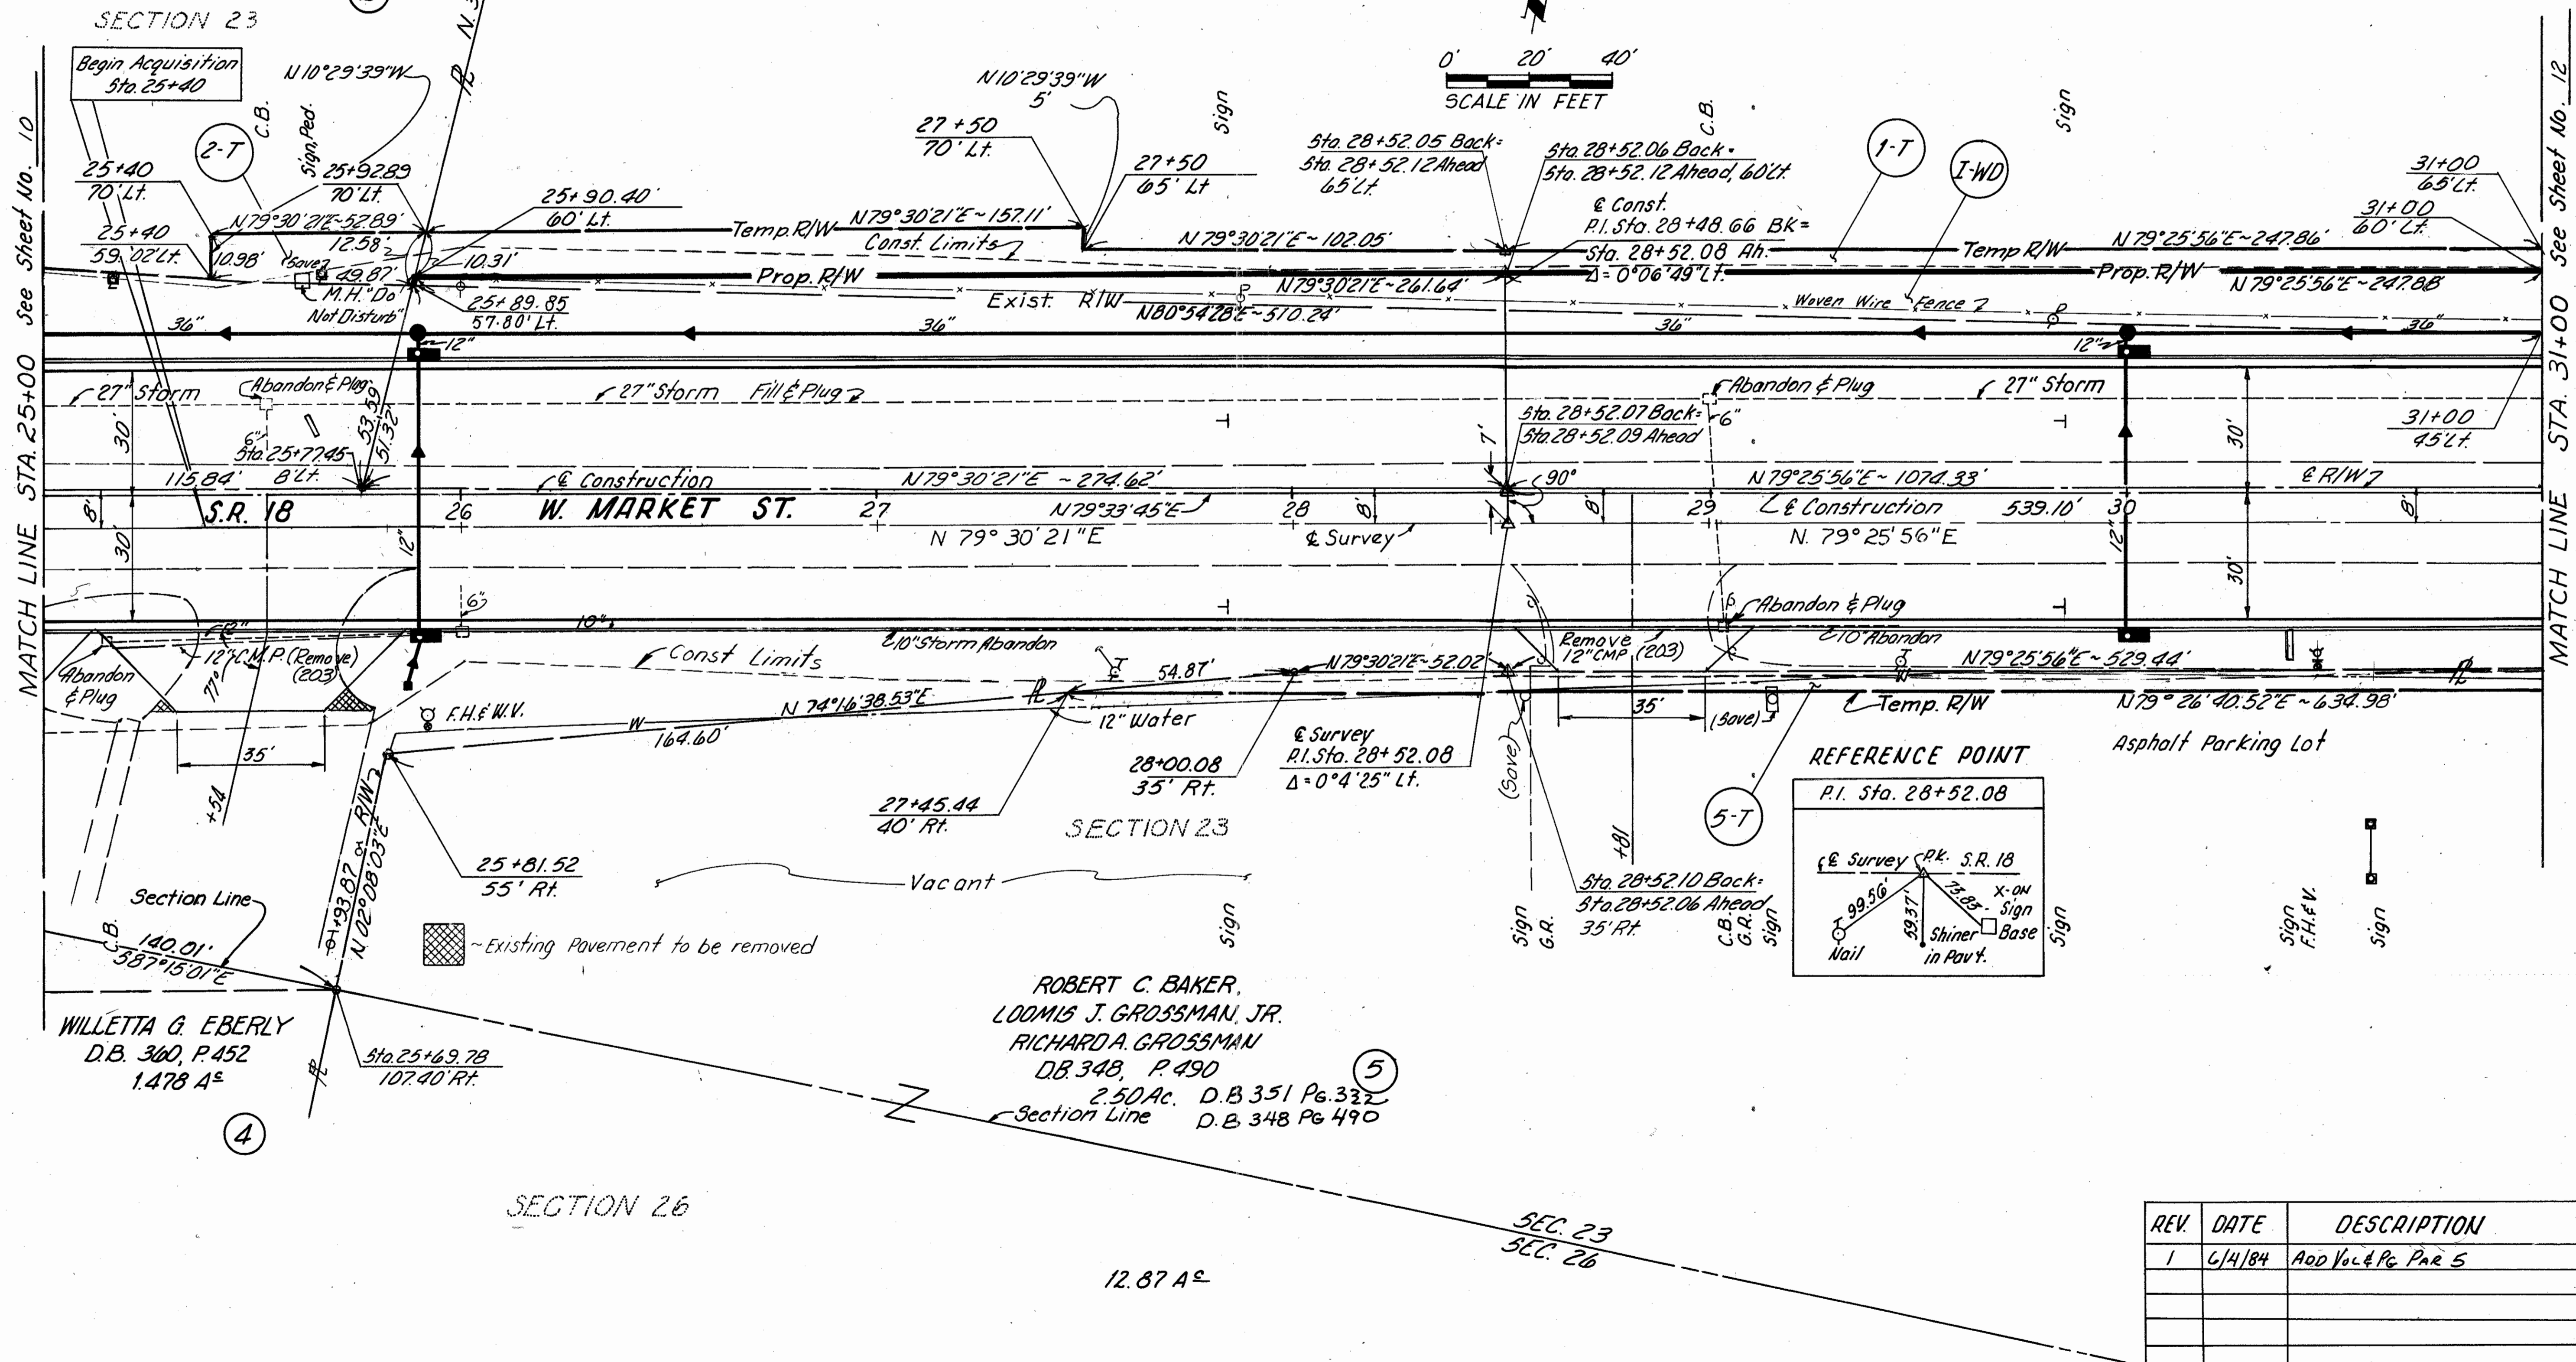 SECTION 23
Begin Acquisition
Sta. 25+40
N10°29'39"W
N10°29'39"W
5'
0' 20' 40'
SCALE IN FEET
MATCH LINE STA. 25+00 See Sheet No. 10
MATCH LINE STA. 31+00 See Sheet No. 12
2-T
C.B.
Sign, Ped.
Sign
C.B.
Sign
25+40
70' Lt.
25+40
59.02' Lt.
25+92.89
70' Lt.
25+90.40'
60' Lt.
27+50
70' Lt.
27+50
65' Lt
Sta. 28+52.05 Back=
Sta. 28+52.12 Ahead
65' Lt.
Sta. 28+52.06 Back=
Sta. 28+52.12 Ahead, 60' Lt
℄ Const.
P.I. Sta. 28+48.66 BK=
Sta. 28+52.08 Ah.
Δ = 0°06'49" Lt.
1-T
1-WD
31+00
65' Lt.
31+00
60' Lt.
N79°30'21"E~52.89'
12.58'
10.98'
(Save)
49.87'
M.H. "Do
Not Disturb"
10.31'
25+89.85
57.80' Lt.
Temp. R/W
N79°30'21"E~157.11'
Const. Limits
N79°30'21"E~102.05'
Temp R/W
N79°25'56"E~247.86'
Prop. R/W
N79°30'21"E~261.64'
Prop. R/W
N79°25'56"E~247.88'
Exist. R/W
N80°54'28"E~510.24'
Woven Wire Fence
36"
36"
36"
36"
36"
12"
12"
27" Storm
Abandon & Plug
27" Storm Fill & Plug
Abandon & Plug
27" Storm
30'
6"
53.59
51.32
Sta. 25+77.45
8' Lt.
115.84'
Sta. 28+52.07 Back=
Sta. 28+52.09 Ahead
6"
30'
31+00
45' Lt.
7'
90°
℄ Construction
N79°30'21"E ~274.62'
N79°25'56"E~1074.33'
℄ R/W
8'
S.R. 18
26
W. MARKET ST.
27
N79°33'45"E
28
8'
7'
8'
29
℄ Construction
539.10'
30
8'
30'
12"
N 79° 30' 21"E
℄ Survey
N. 79° 25' 56"E
12"
30'
6"
12"
10"
10" Storm Abandon
Abandon & Plug
Remove
12" CMP (203)
10" Abandon
Abandon
& Plug
12" C.M.P. (Remove)
(203)
77°
Const Limits
54.87'
N79°30'21"E~52.02'
N79°25'56"E~529.44'
F.H. & W.V.
W
164.60'
N 74°16'38.53"E
12" Water
W
Temp. R/W
N79° 26' 40.52"E ~634.98'
35'
+54
35'
(Save)
(Save)
+81
Asphalt Parking Lot
28+00.08
35' Rt.
℄ Survey
P.I. Sta. 28+52.08
Δ = 0°4'25" Lt.
27+45.44
40' Rt.
SECTION 23
5-T
25+81.52
55' Rt.
Vacant
+93.87
R/W
N 02°08'03"E
Sta. 28+52.10 Back=
Sta. 28+52.06 Ahead
35' Rt
REFERENCE POINT
P.I. Sta. 28+52.08
℄ Survey
P.K.
S.R. 18
99.56'
59.37'
73.83
X-ON
Sign
Base
Nail
Shiner
in Pav't.
Section Line
C.B.
140.01'
S87°15'01"E
~Existing Pavement to be removed
Sign
Sign
G.R.
C.B.
G.R.
Sign
Sign
Sign
F.H. & V.
Sign
WILLETTA G. EBERLY
D.B. 360, P. 452
1.478 Ac
Sta. 25+69.78
107.40' Rt.
4
ROBERT C. BAKER,
LOOMIS J. GROSSMAN, JR.
RICHARD A. GROSSMAN
D.B. 348, P. 490
2.50 Ac. D.B 351 PG. 332
D.B. 348 PG 490
5
Section Line
SECTION 26
SEC. 23
SEC. 26
12.87 Ac
REV. DATE DESCRIPTION
1 6/4/84 ADD VOL & PG PAR 5